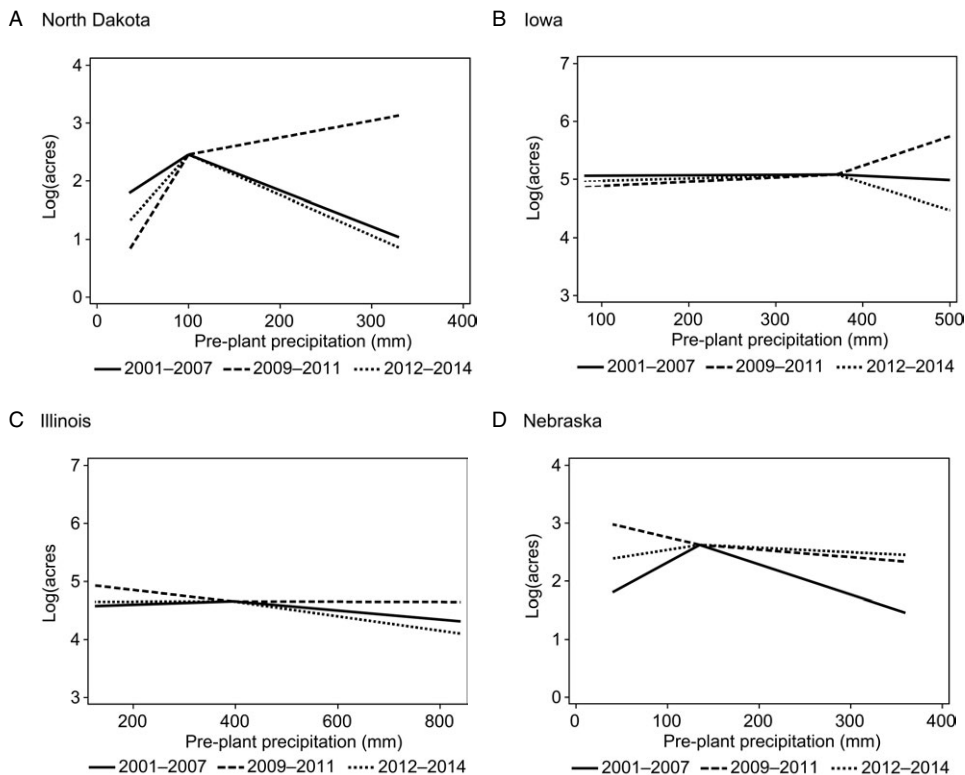 A North Dakota
4
3
2
1
0
Log(acres)
0 100 200 300 400
Pre-plant precipitation (mm)
2001–2007 2009–2011 2012–2014
B Iowa
7
6
5
4
3
Log(acres)
100 200 300 400 500
Pre-plant precipitation (mm)
2001–2007 2009–2011 2012–2014
C Illinois
7
6
5
4
3
Log(acres)
200 400 600 800
Pre-plant precipitation (mm)
2001–2007 2009–2011 2012–2014
D Nebraska
4
3
2
1
0
Log(acres)
0 100 200 300 400
Pre-plant precipitation (mm)
2001–2007 2009–2011 2012–2014